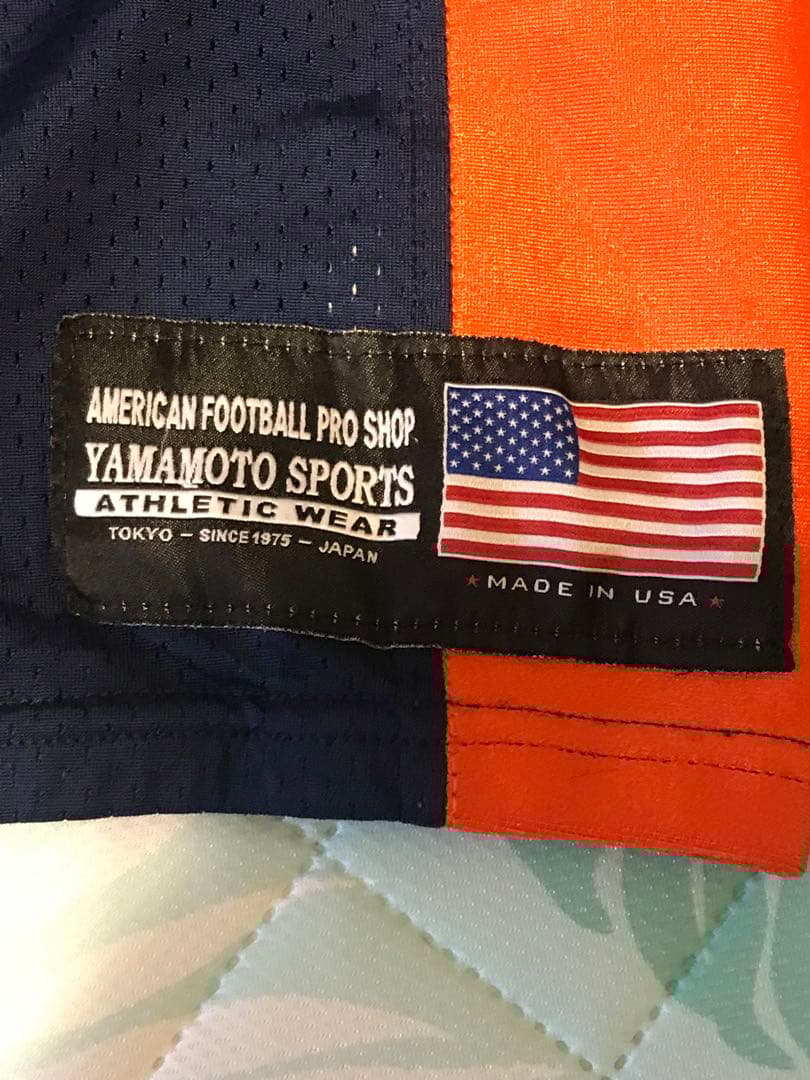 AMERICAN FOOTBALL PRO SHOP
YAMAMOTO SPORTS
ATHLETIC WEAR
TOKYO – SINCE 1975 – JAPAN
★ MADE IN USA ★